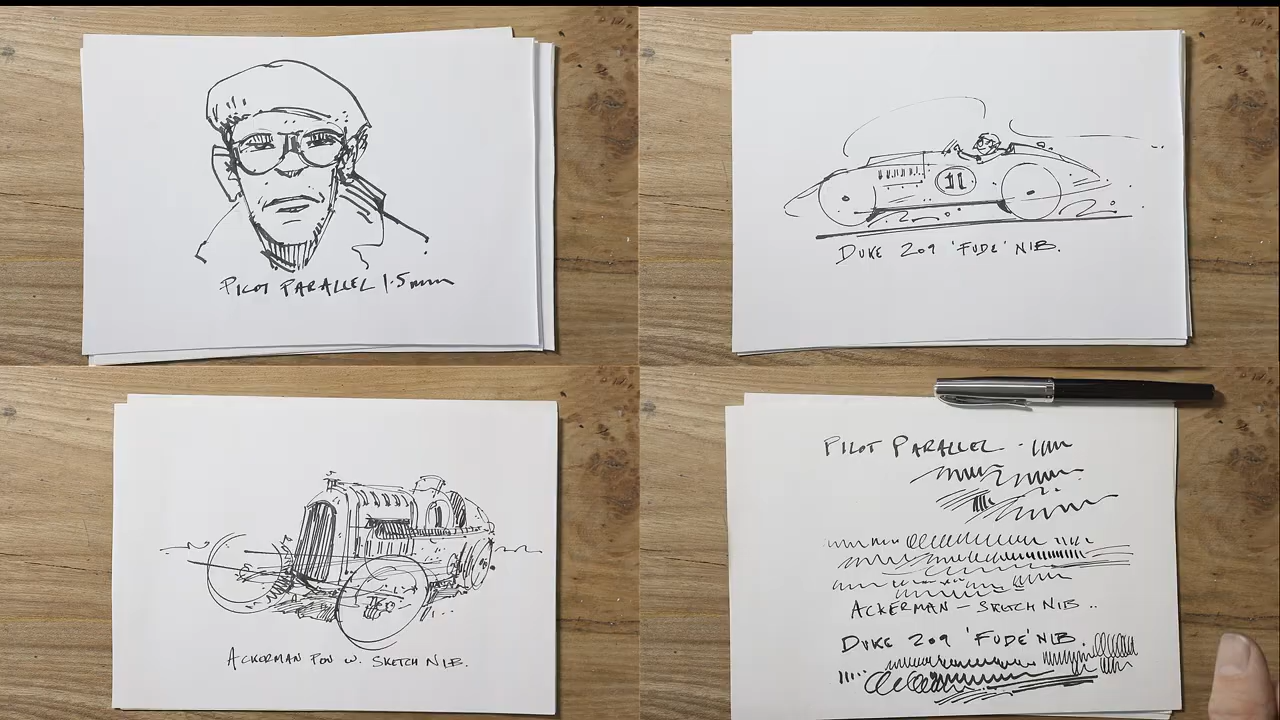 PILOT PARALLEL 1.5mm
11
DUKE 209 'FUDE' NIB.
ACKERMAN PEN W. SKETCH NIB.
PILOT PARALLEL
ACKERMAN – SKETCH NIB ..
DUKE 209 'FUDE' NIB.